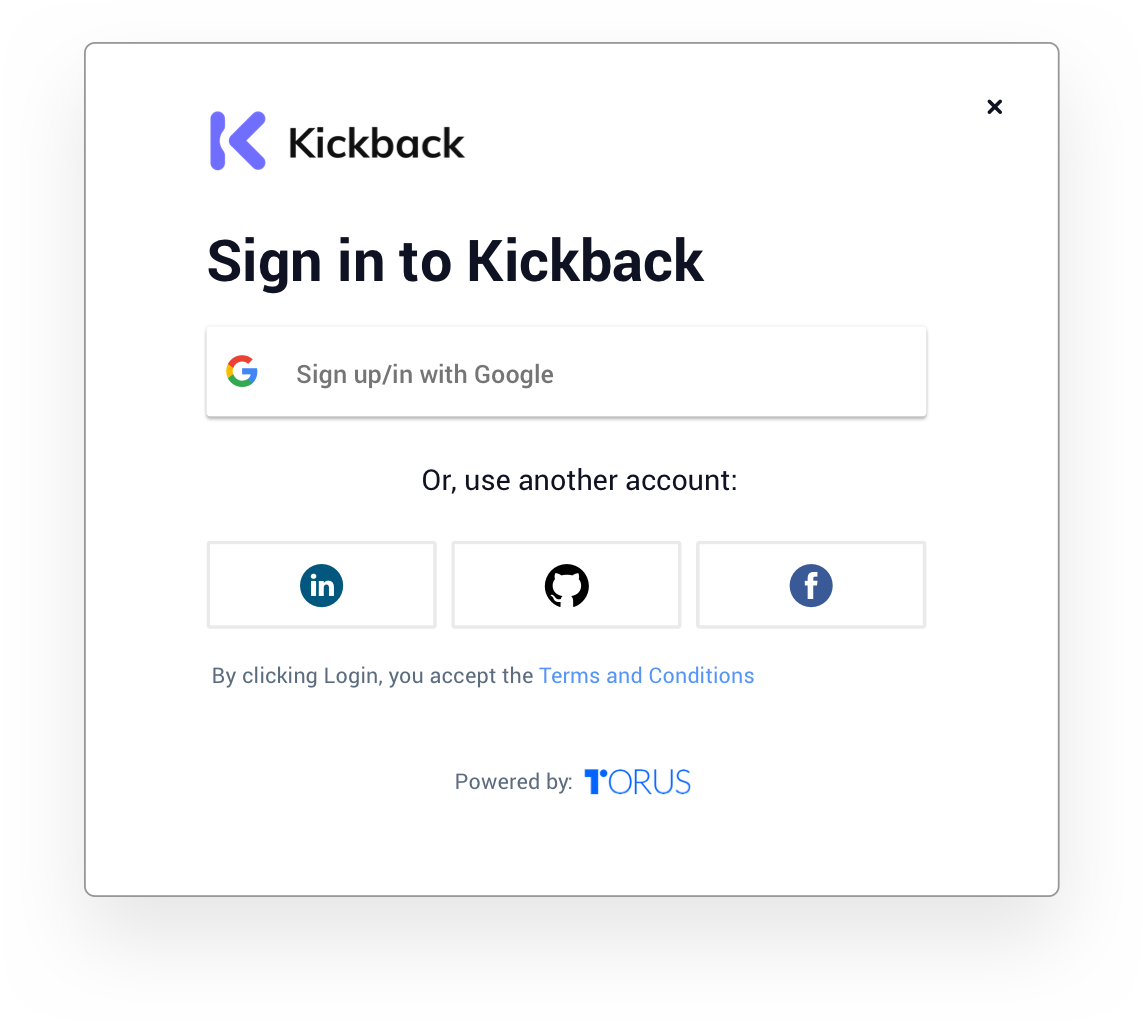 Kickback
Sign in to Kickback
Sign up/in with Google
Or, use another account:
in
f
By clicking Login, you accept the Terms and Conditions
Powered by: TORUS